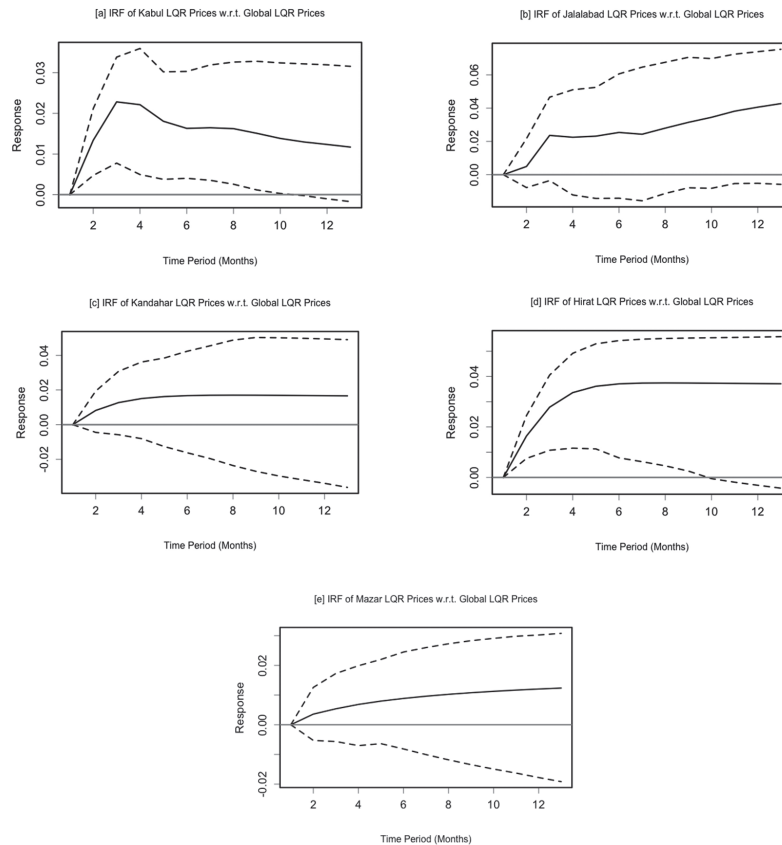 [a] IRF of Kabul LQR Prices w.r.t. Global LQR Prices
Response
0.00 0.01 0.02 0.03
2 4 6 8 10 12
Time Period (Months)
[b] IRF of Jalalabad LQR Prices w.r.t. Global LQR Prices
Response
0.00 0.02 0.04 0.06
2 4 6 8 10 12
Time Period (Months)
[c] IRF of Kandahar LQR Prices w.r.t. Global LQR Prices
Response
-0.02 0.00 0.02 0.04
2 4 6 8 10 12
Time Period (Months)
[d] IRF of Hirat LQR Prices w.r.t. Global LQR Prices
Response
0.00 0.02 0.04
2 4 6 8 10 12
Time Period (Months)
[e] IRF of Mazar LQR Prices w.r.t. Global LQR Prices
Response
-0.02 0.00 0.02
2 4 6 8 10 12
Time Period (Months)